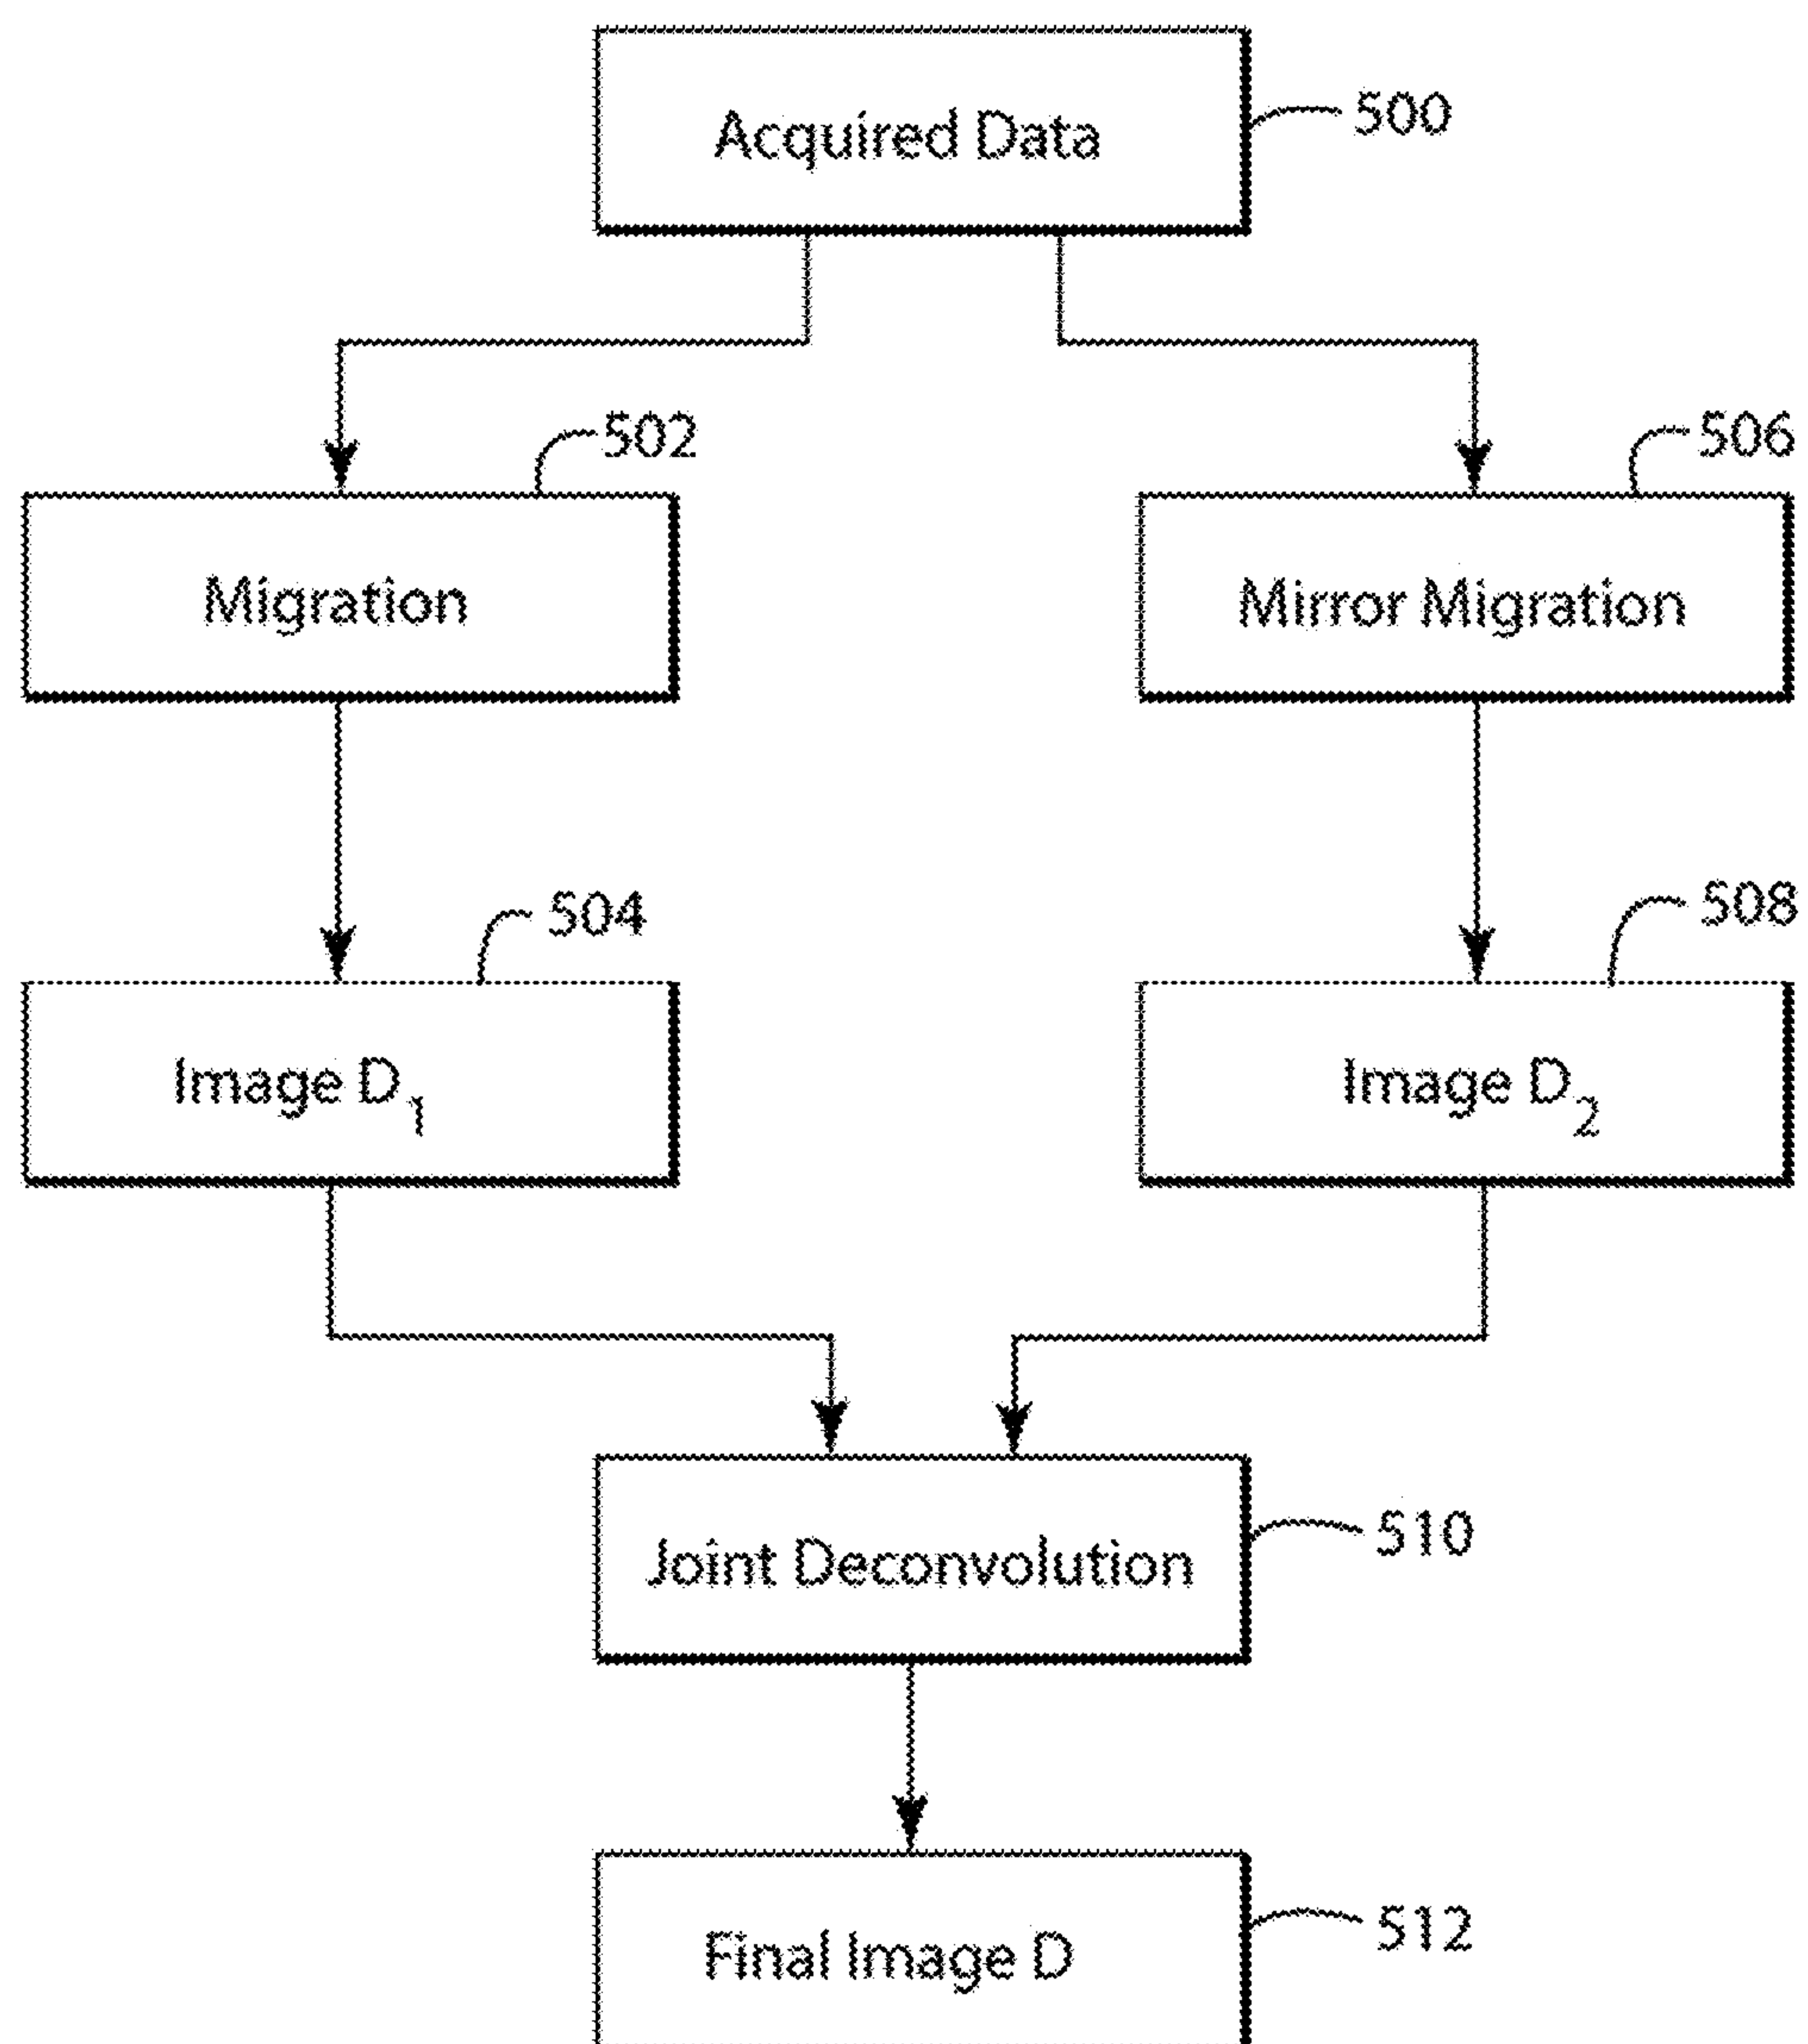 Acquired Data
500
502
506
Migration
Mirror Migration
504
508
Image D1
Image D2
Joint Deconvolution
510
Final Image D
512